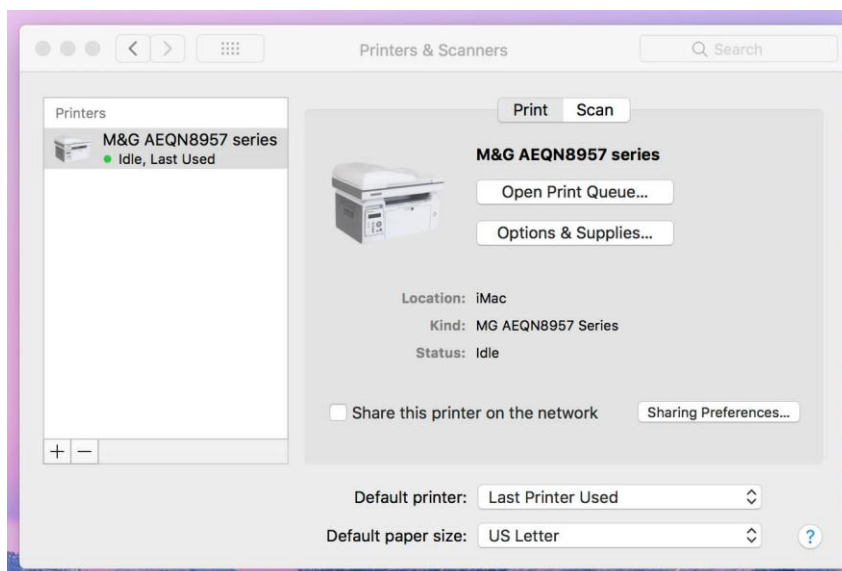 Printers & Scanners
Search
Printers
M&G AEQN8957 series
Idle, Last Used
Print Scan
M&G AEQN8957 series
Open Print Queue...
Options & Supplies...
Location: iMac
Kind: MG AEQN8957 Series
Status: Idle
Share this printer on the network
Sharing Preferences...
+ −
Default printer: Last Printer Used
Default paper size: US Letter
?